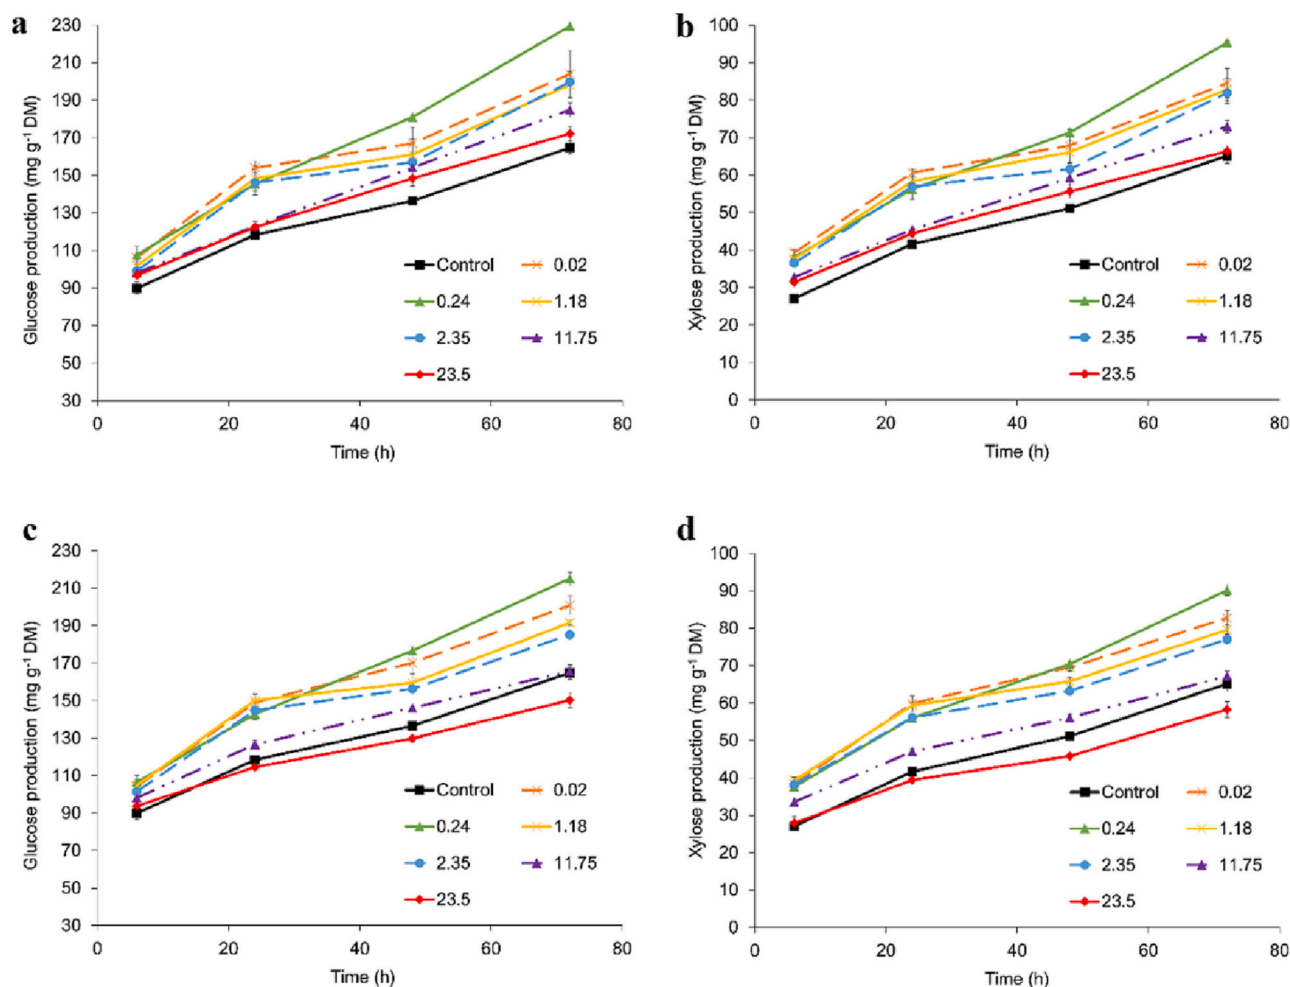 a
Glucose production (mg g⁻¹ DM)
230
210
190
170
150
130
110
90
70
50
30
0 20 40 60 80
Time (h)
Control 0.02
0.24 1.18
2.35 11.75
23.5
b
Xylose production (mg g⁻¹ DM)
100
90
80
70
60
50
40
30
20
10
0
0 20 40 60 80
Time (h)
Control 0.02
0.24 1.18
2.35 11.75
23.5
c
Glucose production (mg g⁻¹ DM)
230
210
190
170
150
130
110
90
70
50
30
0 20 40 60 80
Time (h)
Control 0.02
0.24 1.18
2.35 11.75
23.5
d
Xylose production (mg g⁻¹ DM)
100
90
80
70
60
50
40
30
20
10
0
0 20 40 60 80
Time (h)
Control 0.02
0.24 1.18
2.35 11.75
23.5